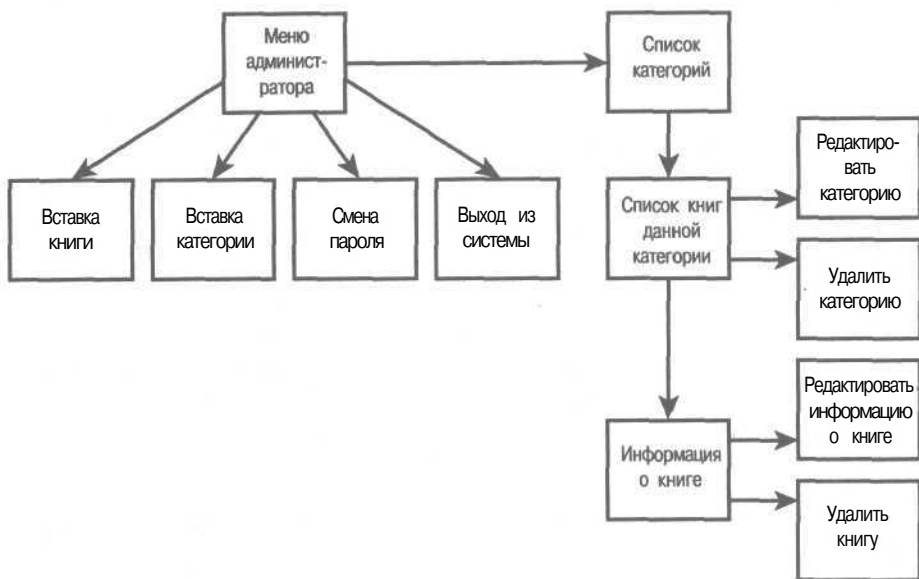 Меню
админист-
ратора
Список
категорий
Вставка
книги
Вставка
категории
Смена
пароля
Выход из
системы
Список книг
данной
категории
Редактиро-
вать
категорию
Удалить
категорию
Информация
о книге
Редактировать
информацию
о книге
Удалить
книгу